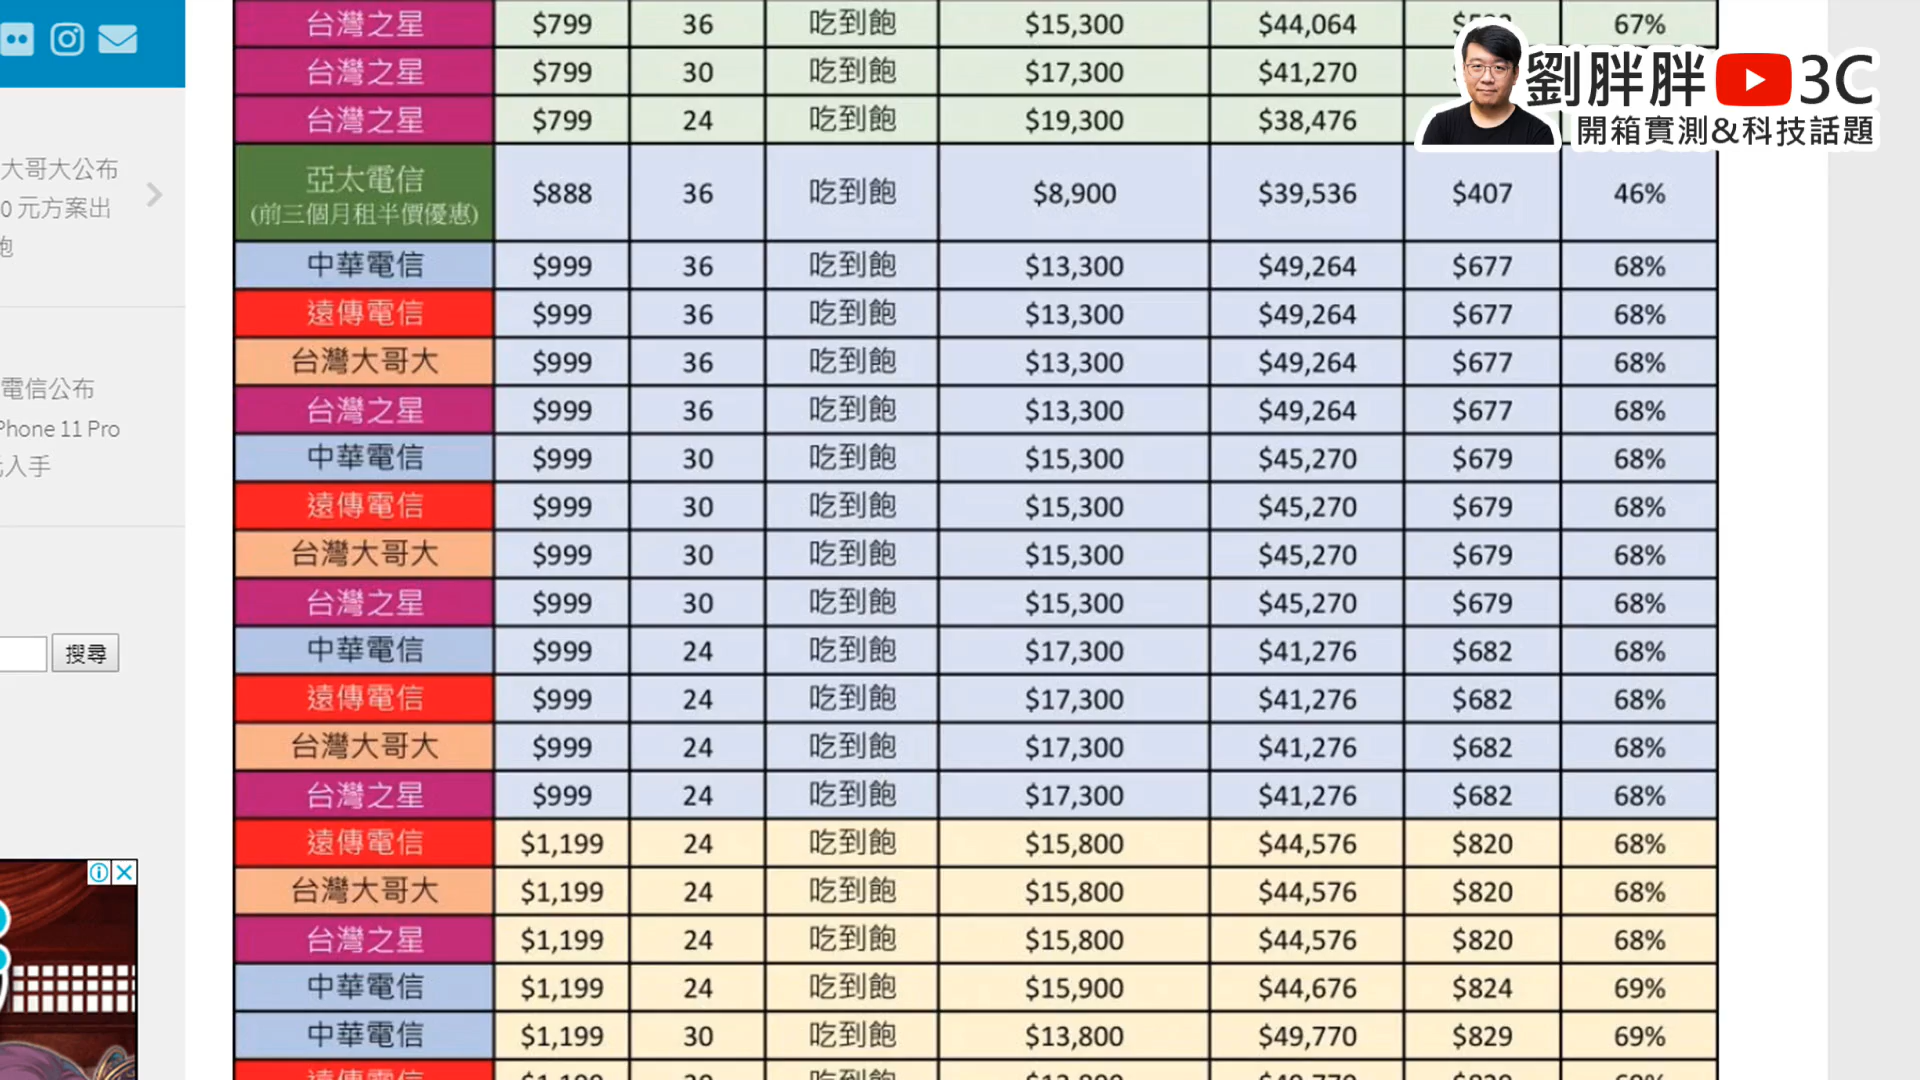 台灣之星 $799 36 吃到飽 $15,300 $44,064 67%
台灣之星 $799 30 吃到飽 $17,300 $41,270
台灣之星 $799 24 吃到飽 $19,300 $38,476
劉胖胖 3C
開箱實測&科技話題
亞太電信 $888 36 吃到飽 $8,900 $39,536 $407 46%
(前三個月租半價優惠)
中華電信 $999 36 吃到飽 $13,300 $49,264 $677 68%
遠傳電信 $999 36 吃到飽 $13,300 $49,264 $677 68%
台灣大哥大 $999 36 吃到飽 $13,300 $49,264 $677 68%
台灣之星 $999 36 吃到飽 $13,300 $49,264 $677 68%
中華電信 $999 30 吃到飽 $15,300 $45,270 $679 68%
遠傳電信 $999 30 吃到飽 $15,300 $45,270 $679 68%
台灣大哥大 $999 30 吃到飽 $15,300 $45,270 $679 68%
台灣之星 $999 30 吃到飽 $15,300 $45,270 $679 68%
中華電信 $999 24 吃到飽 $17,300 $41,276 $682 68%
遠傳電信 $999 24 吃到飽 $17,300 $41,276 $682 68%
台灣大哥大 $999 24 吃到飽 $17,300 $41,276 $682 68%
台灣之星 $999 24 吃到飽 $17,300 $41,276 $682 68%
遠傳電信 $1,199 24 吃到飽 $15,800 $44,576 $820 68%
台灣大哥大 $1,199 24 吃到飽 $15,800 $44,576 $820 68%
台灣之星 $1,199 24 吃到飽 $15,800 $44,576 $820 68%
中華電信 $1,199 24 吃到飽 $15,900 $44,676 $824 69%
中華電信 $1,199 30 吃到飽 $13,800 $49,770 $829 69%
大哥大公布
0 元方案出
電信公布
Phone 11 Pro
入手
搜尋